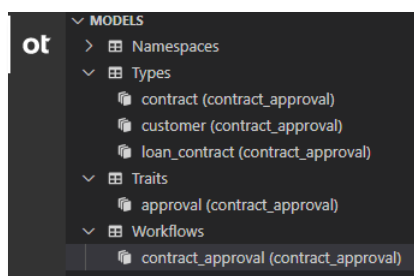 MODELS
ot
Namespaces
Types
contract (contract_approval)
customer (contract_approval)
loan_contract (contract_approval)
Traits
approval (contract_approval)
Workflows
contract_approval (contract_approval)